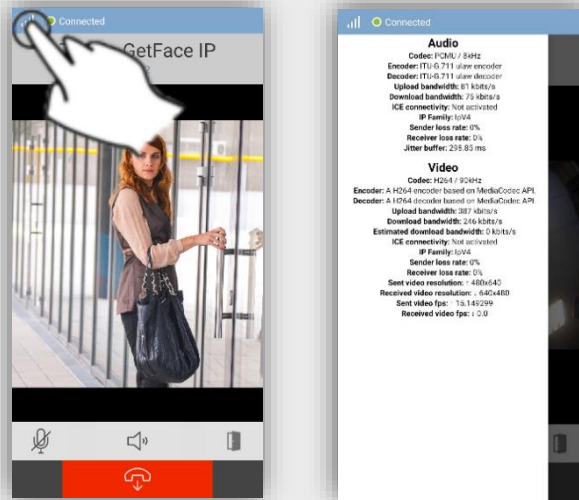 Connected
GetFace IP
Connected
Audio
Codec: PCMU / 8kHz
Encoder: ITU-G.711 ulaw encoder
Decoder: ITU-G.711 ulaw decoder
Upload bandwidth: 81 kbits/s
Download bandwidth: 75 kbits/s
ICE connectivity: Not activated
IP Family: IpV4
Sender loss rate: 0%
Receiver loss rate: 0%
Jitter buffer: 295.85 ms
Video
Codec: H264 / 90kHz
Encoder: A H264 encoder based on MediaCodec API.
Decoder: A H264 decoder based on MediaCodec API
Upload bandwidth: 387 kbits/s
Download bandwidth: 246 kbits/s
Estimated download bandwidth: 0 kbits/s
ICE connectivity: Not activated
IP Family: IpV4
Sender loss rate: 0%
Receiver loss rate: 0%
Sent video resolution: ↑ 480x640
Received video resolution: ↓ 640x480
Sent video fps: ↑ 15.149299
Received video fps: ↓ 0.0